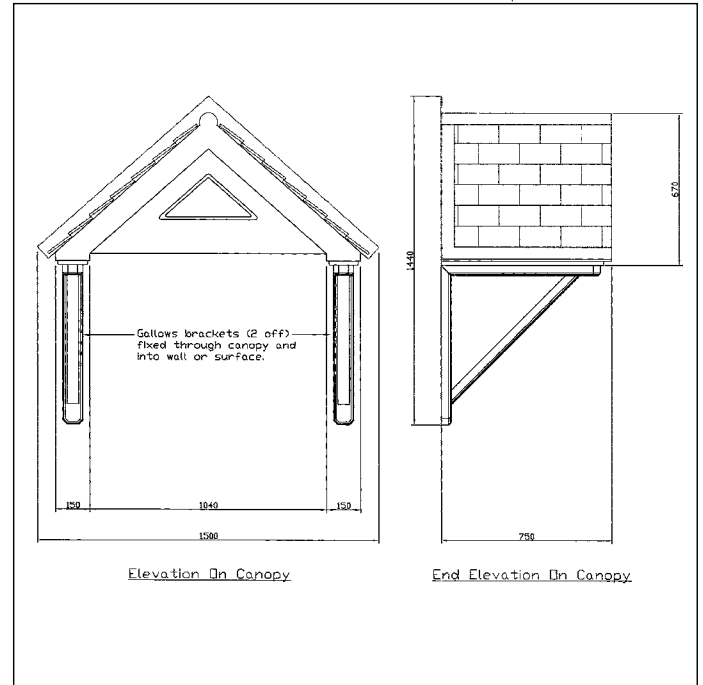 Gallows brackets (2 off)
fixed through canopy and
into wall or surface.
150
1040
150
1500
Elevation On Canopy
1440
670
750
End Elevation On Canopy